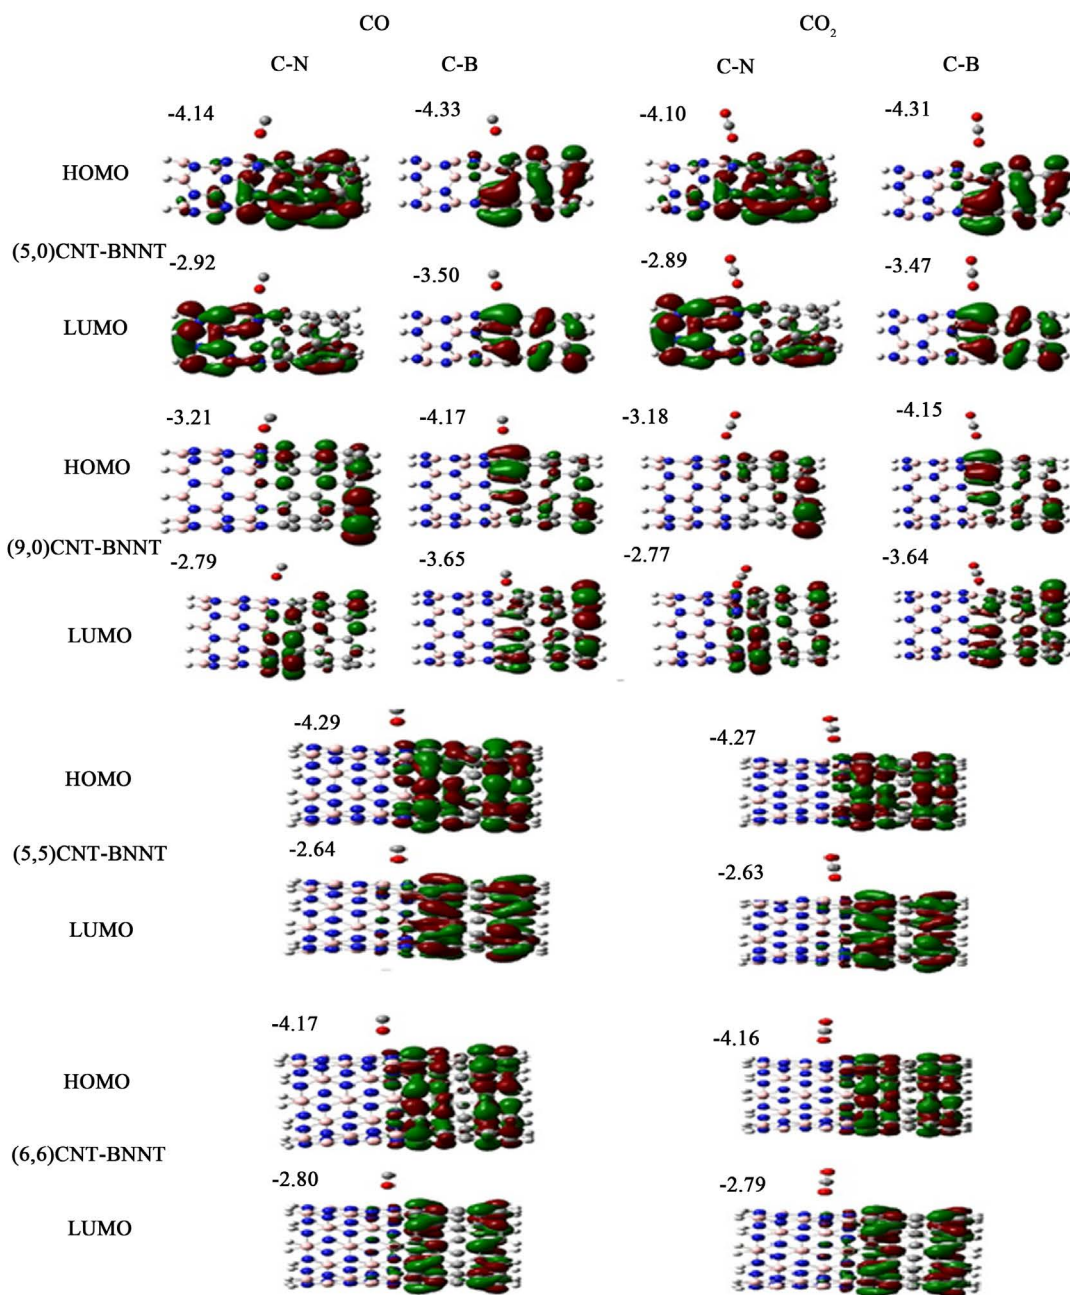 CO CO₂
C-N C-B C-N C-B
-4.14 -4.33 -4.10 -4.31
HOMO
(5,0)CNT-BNNT
-2.92 -3.50 -2.89 -3.47
LUMO
-3.21 -4.17 -3.18 -4.15
HOMO
(9,0)CNT-BNNT
-2.79 -3.65 -2.77 -3.64
LUMO
-4.29 -4.27
HOMO
(5,5)CNT-BNNT
-2.64 -2.63
LUMO
-4.17 -4.16
HOMO
(6,6)CNT-BNNT
-2.80 -2.79
LUMO